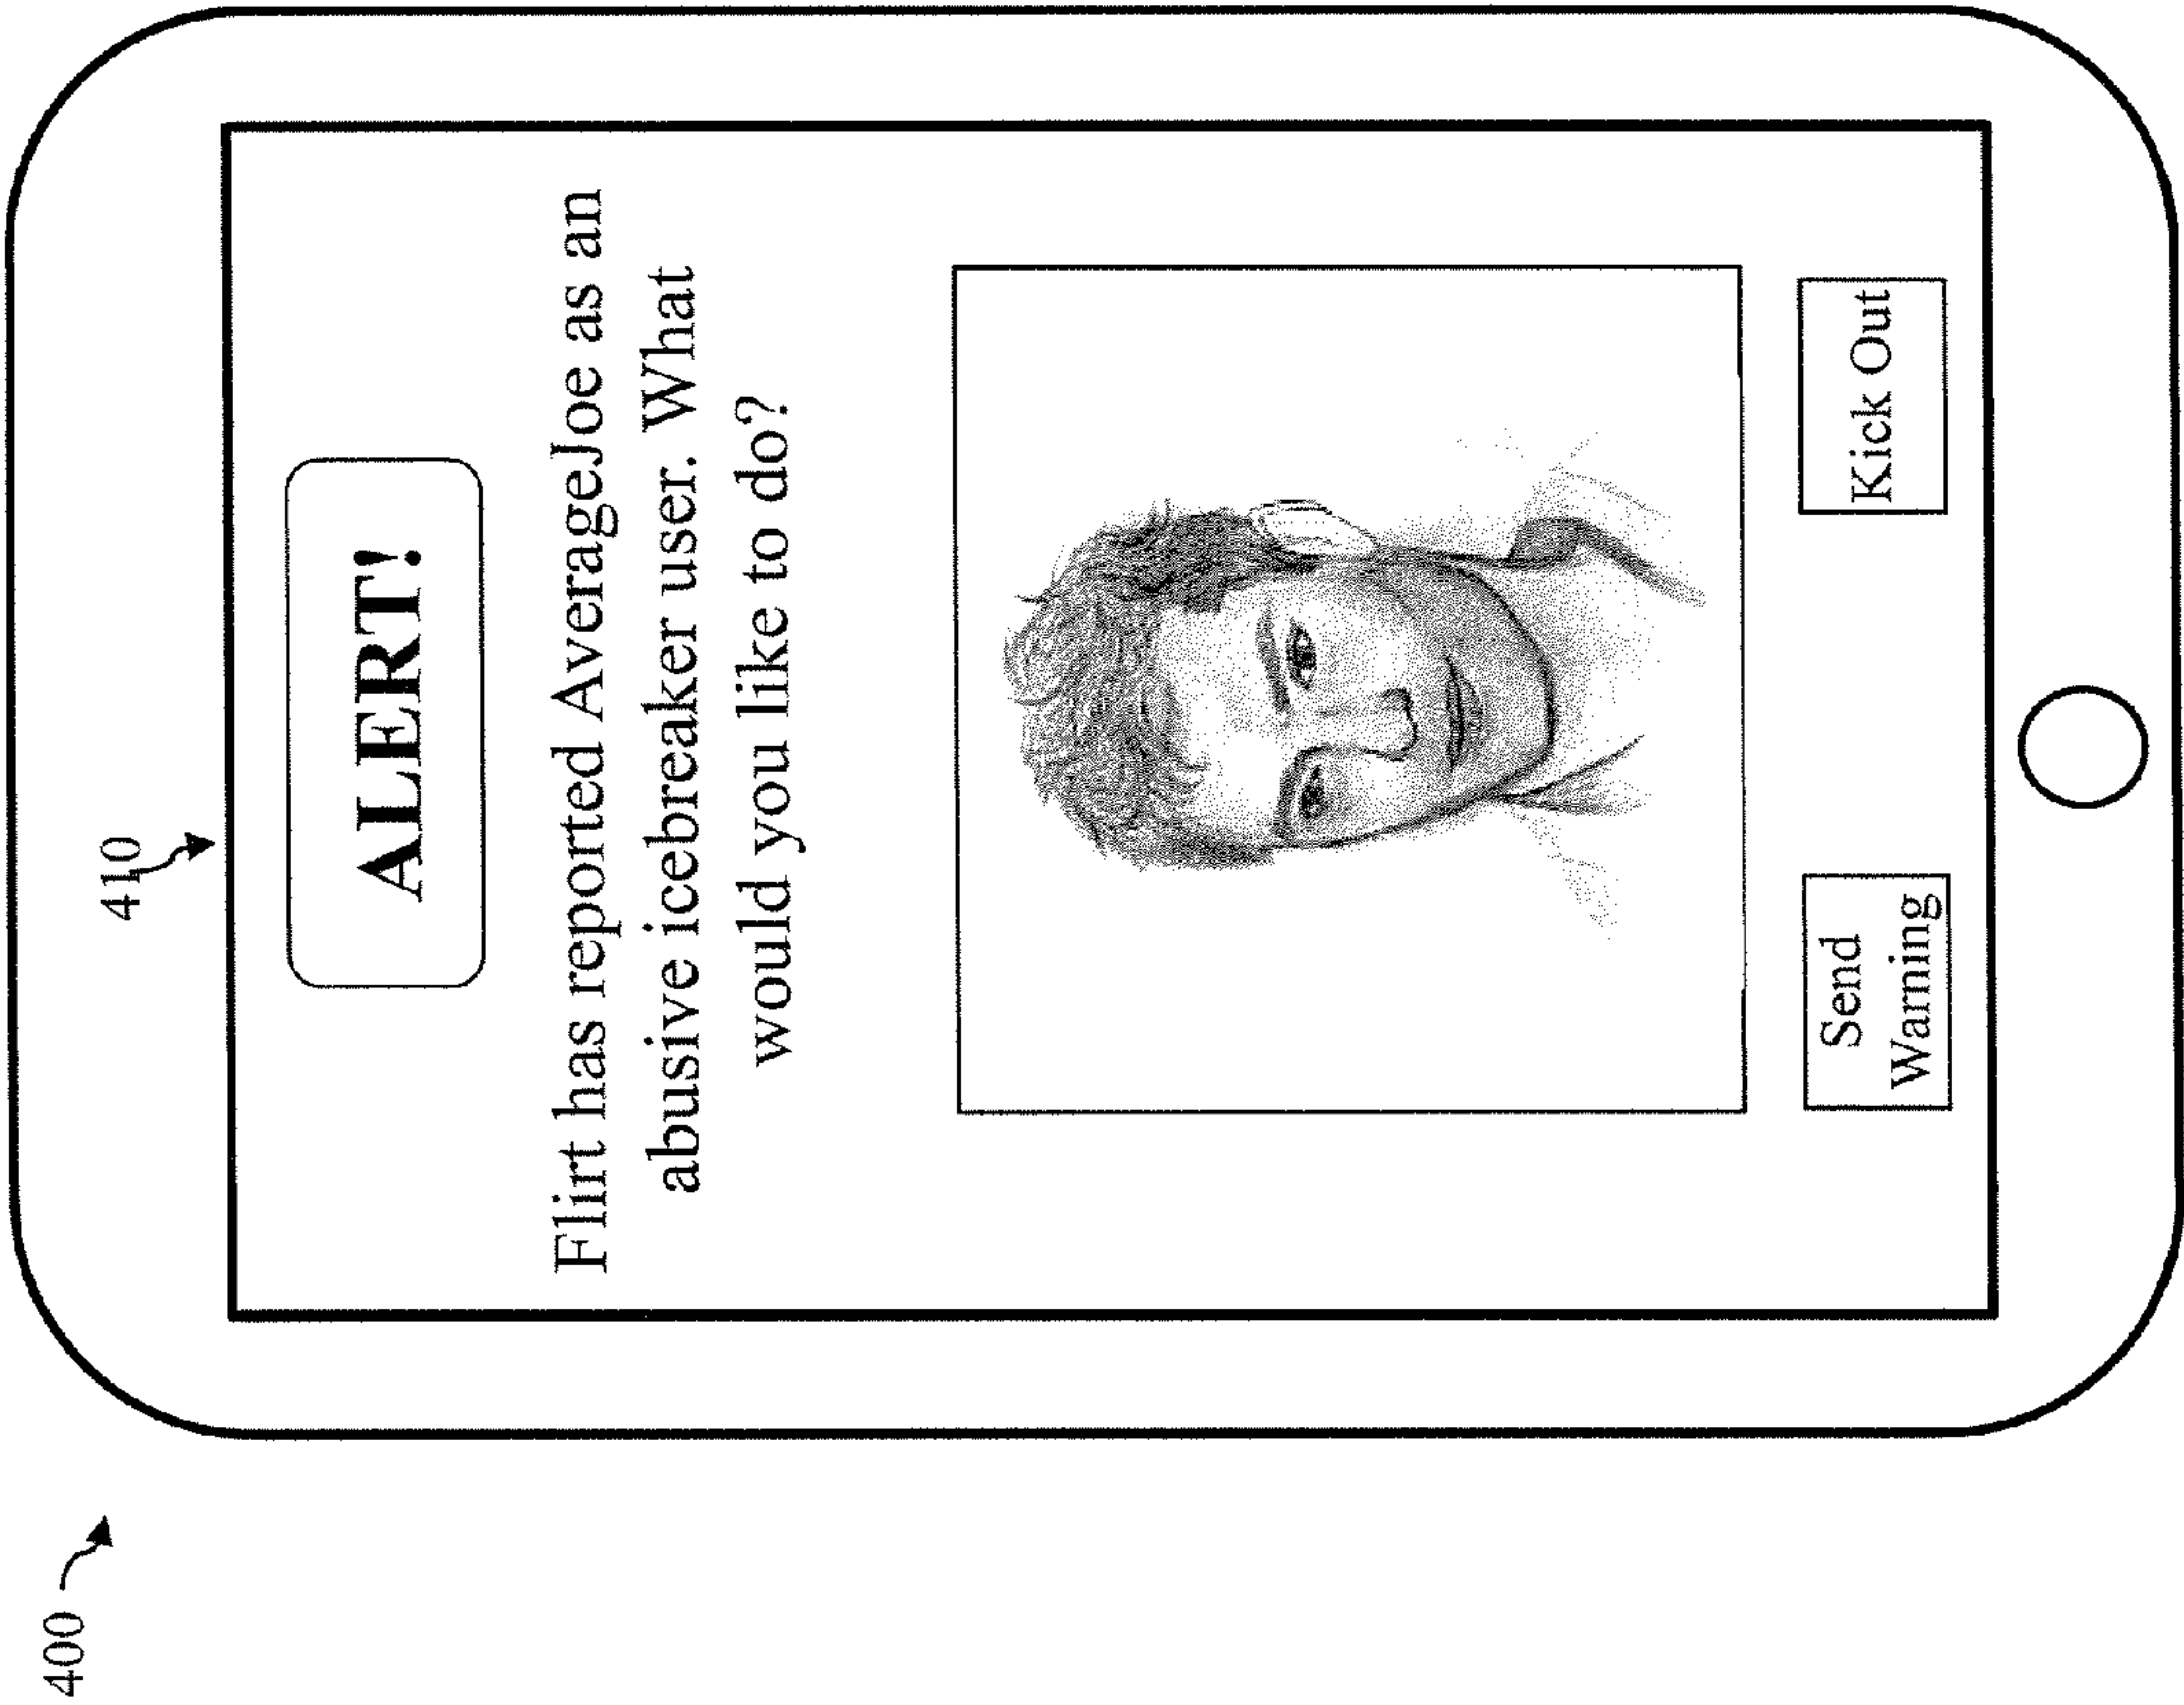 400
410
ALERT!
Flirt has reported AverageJoe as an
abusive icebreaker user. What
would you like to do?
Send
Warning
Kick Out